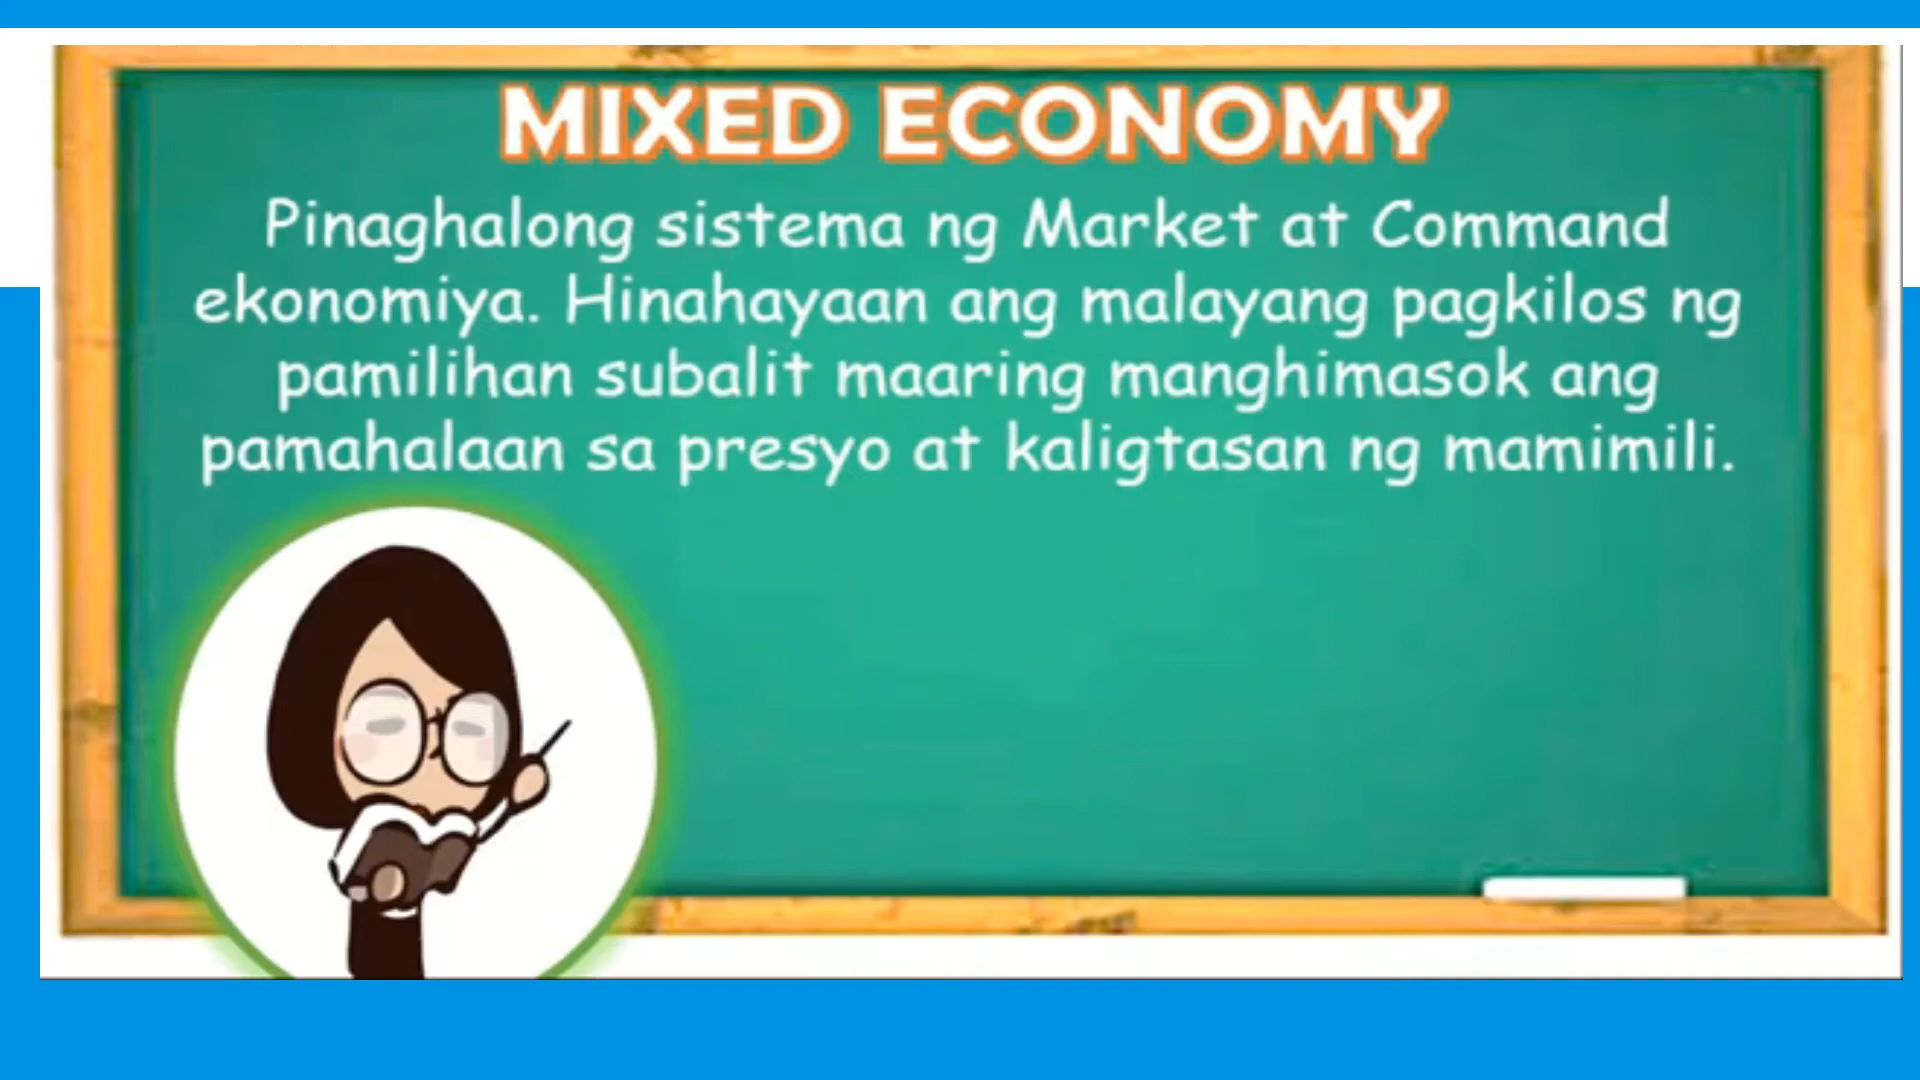 MIXED ECONOMY
Pinaghalong sistema ng Market at Command
ekonomiya. Hinahayaan ang malayang pagkilos ng
pamilihan subalit maaring manghimasok ang
pamahalaan sa presyo at kaligtasan ng mamimili.